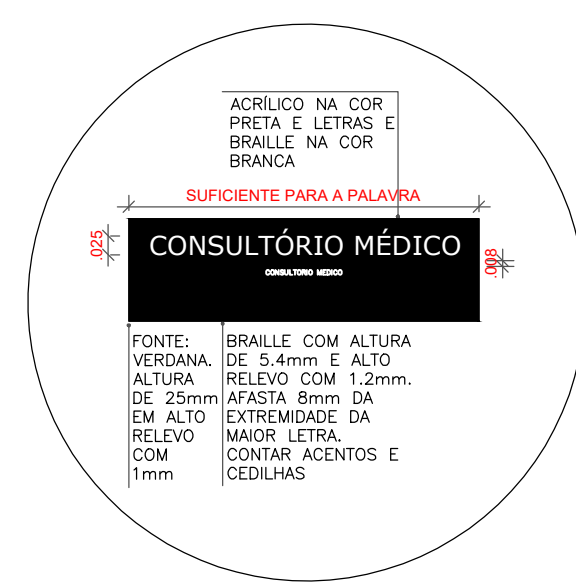 ACRÍLICO NA COR
PRETA E LETRAS E
BRAILLE NA COR
BRANCA
SUFICIENTE PARA A PALAVRA
.025
CONSULTÓRIO MÉDICO
CONSULTORIO MEDICO
.008
FONTE:
VERDANA.
ALTURA
DE 25mm
EM ALTO
RELEVO
COM
1mm
BRAILLE COM ALTURA
DE 5.4mm E ALTO
RELEVO COM 1.2mm.
AFASTA 8mm DA
EXTREMIDADE DA
MAIOR LETRA.
CONTAR ACENTOS E
CEDILHAS